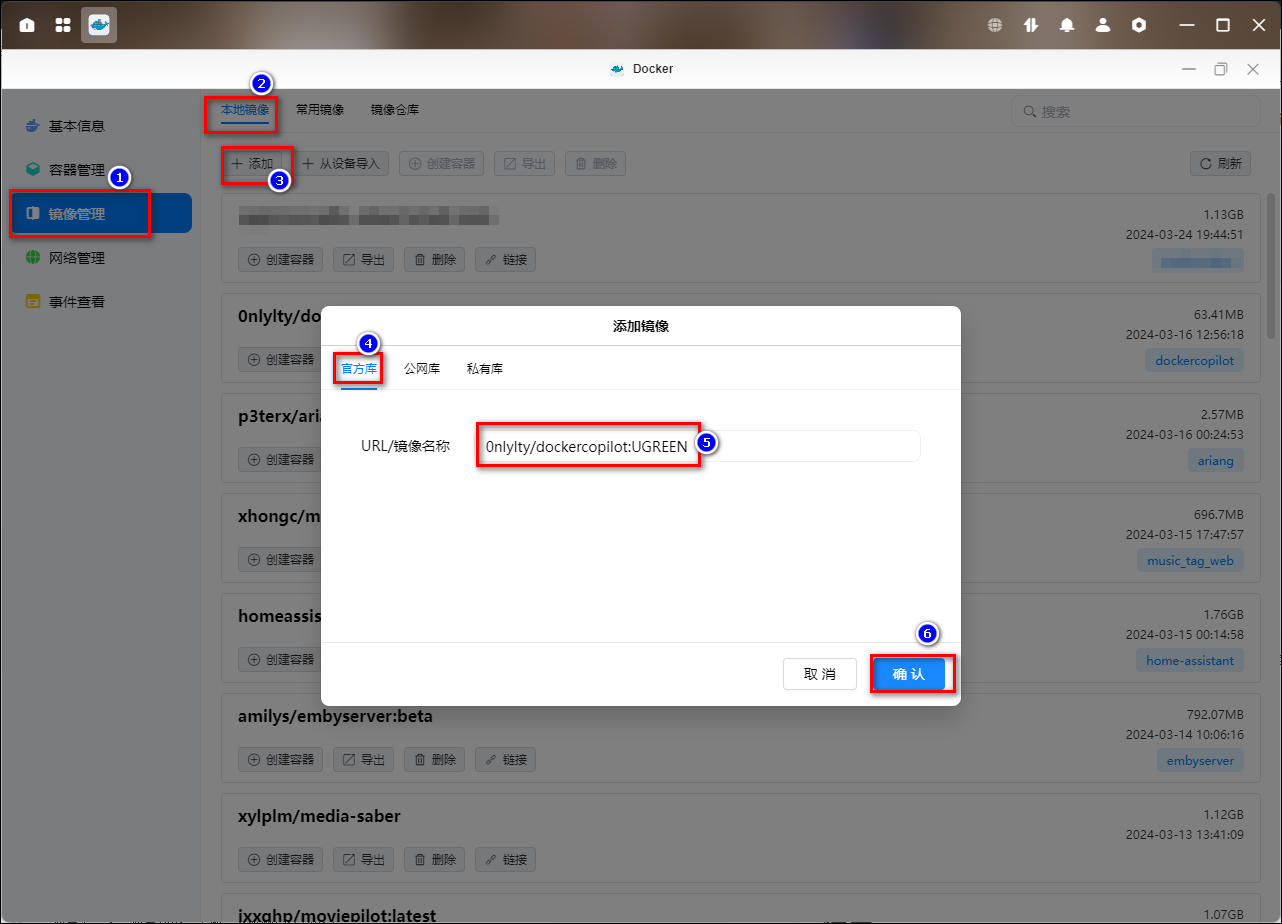 Docker
2
本地镜像 常用镜像 镜像仓库
搜索
基本信息
容器管理
1
镜像管理
网络管理
事件查看
添加 从设备导入 创建容器 导出 删除 刷新
3
1.13GB
2024-03-24 19:44:51
创建容器 导出 删除 链接
0nlylty/do
63.41MB
2024-03-16 12:56:18
创建容器
dockercopilot
p3terx/aria
2.57MB
2024-03-16 00:24:53
创建容器
ariang
xhongc/m
696.7MB
2024-03-15 17:47:57
创建容器
music_tag_web
homeassis
1.76GB
2024-03-15 00:14:58
创建容器
home-assistant
添加镜像
4
官方库 公网库 私有库
URL/镜像名称 0nlylty/dockercopilot:UGREEN
5
6
取消 确认
amilys/embyserver:beta
792.07MB
2024-03-14 10:06:16
创建容器 导出 删除 链接
embyserver
xylplm/media-saber
1.12GB
2024-03-13 13:41:09
创建容器 导出 删除 链接
jxxghp/moviepilot:latest
1.07GB